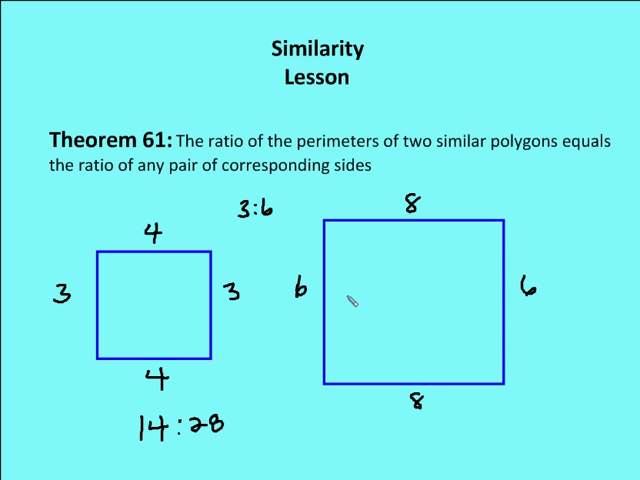 Similarity
Lesson
Theorem 61: The ratio of the perimeters of two similar polygons equals
the ratio of any pair of corresponding sides
3:6
8
4
3
3
6
6
4
8
14:28